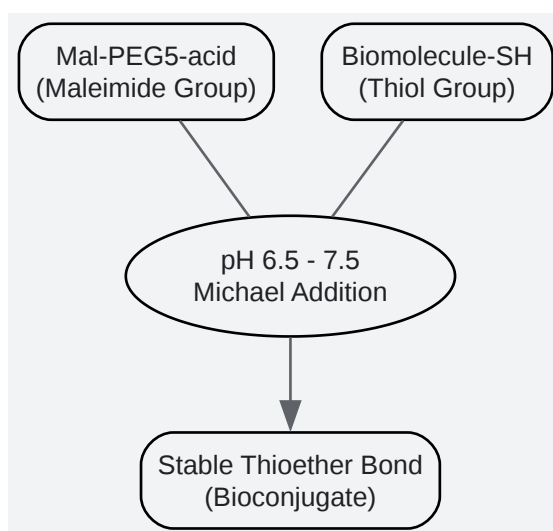 Mal-PEG5-acid
(Maleimide Group)
Biomolecule-SH
(Thiol Group)
pH 6.5 - 7.5
Michael Addition
Stable Thioether Bond
(Bioconjugate)